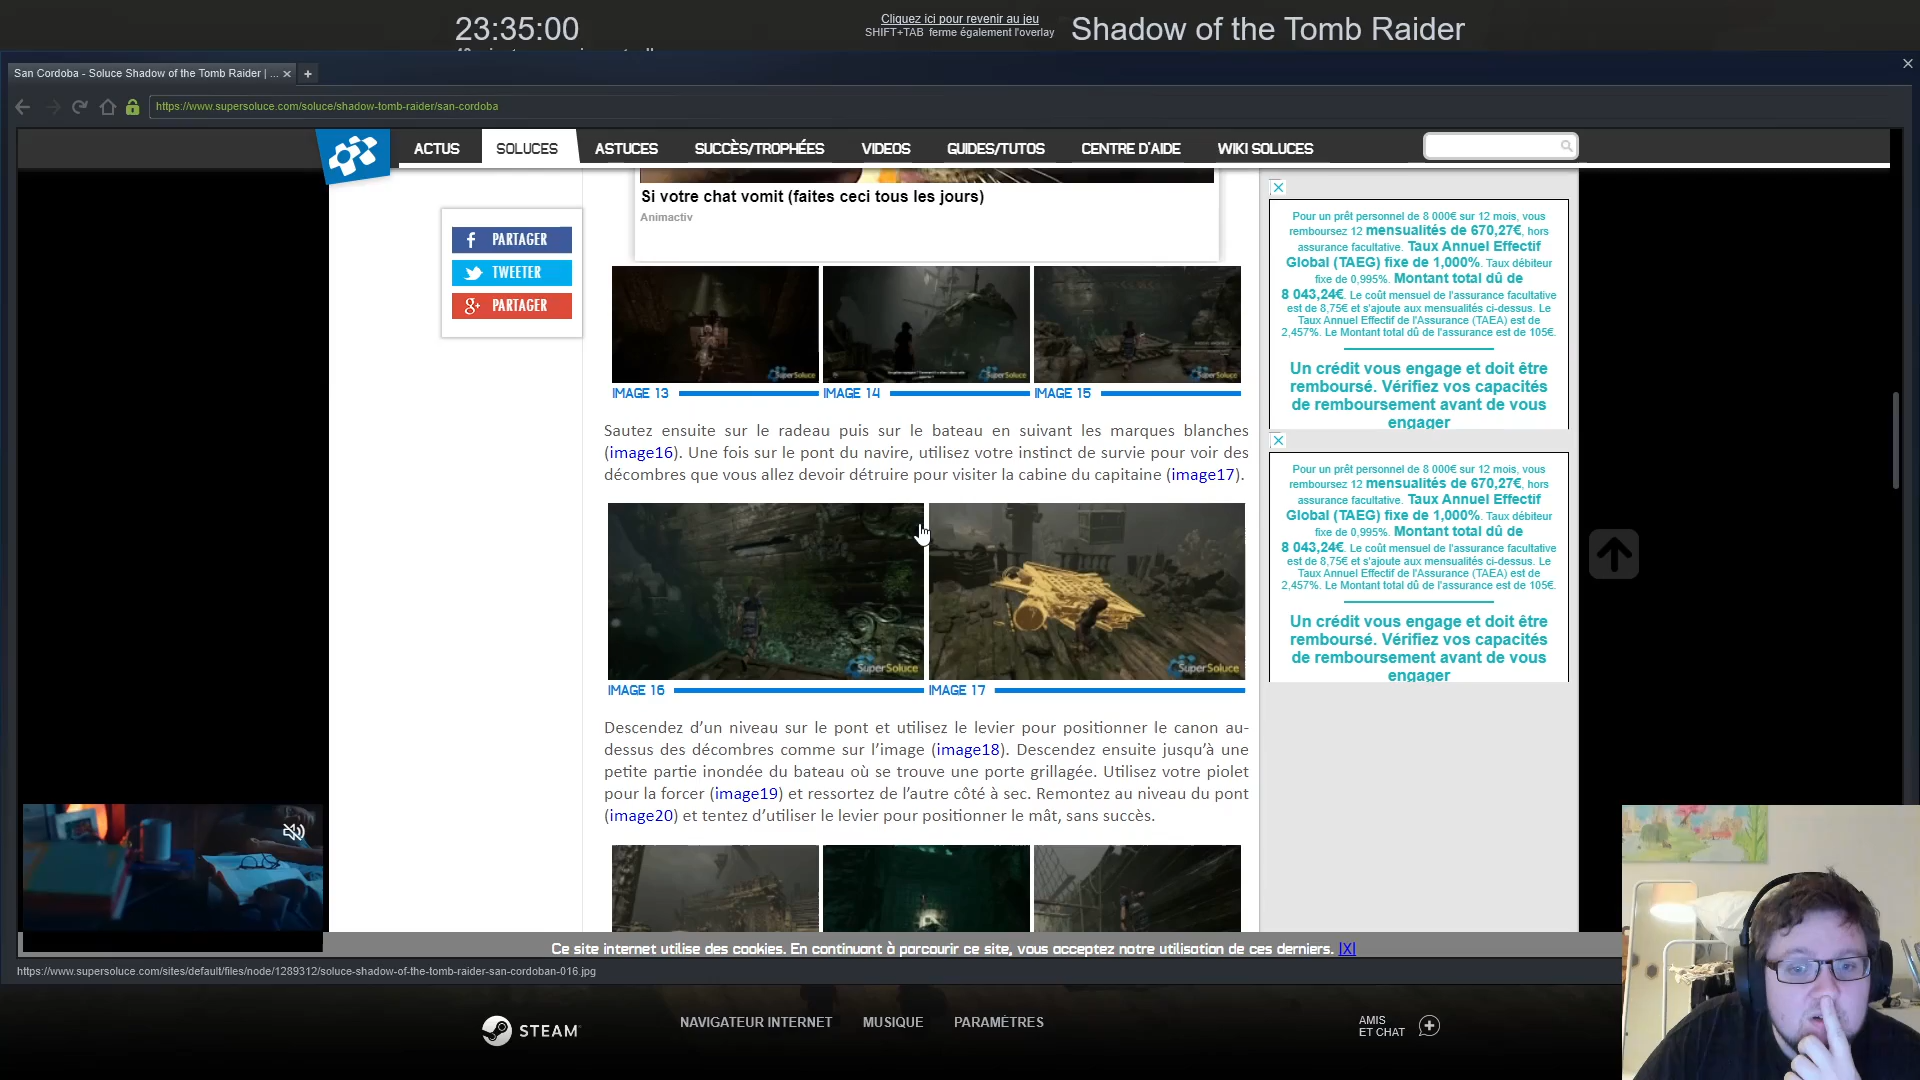 23:35:00
Cliquez ici pour revenir au jeu
SHIFT+TAB ferme également l'overlay
Shadow of the Tomb Raider
San Cordoba - Soluce Shadow of the Tomb Raider | ...
https://www.supersoluce.com/soluce/shadow-tomb-raider/san-cordoba
ACTUS
SOLUCES
ASTUCES
SUCCÈS/TROPHÉES
VIDEOS
GUIDES/TUTOS
CENTRE D'AIDE
WIKI SOLUCES
PARTAGER
TWEETER
PARTAGER
Si votre chat vomit (faites ceci tous les jours)
Animactiv
SuperSoluce
SuperSoluce
SuperSoluce
IMAGE 13
IMAGE 14
IMAGE 15
Sautez ensuite sur le radeau puis sur le bateau en suivant les marques blanches
(image16). Une fois sur le pont du navire, utilisez votre instinct de survie pour voir des
décombres que vous allez devoir détruire pour visiter la cabine du capitaine (image17).
SuperSoluce
SuperSoluce
IMAGE 16
IMAGE 17
Descendez d'un niveau sur le pont et utilisez le levier pour positionner le canon au-
dessus des décombres comme sur l'image (image18). Descendez ensuite jusqu'à une
petite partie inondée du bateau où se trouve une porte grillagée. Utilisez votre piolet
pour la forcer (image19) et ressortez de l'autre côté à sec. Remontez au niveau du pont
(image20) et tentez d'utiliser le levier pour positionner le mât, sans succès.
Pour un prêt personnel de 8 000€ sur 12 mois, vous
remboursez 12 mensualités de 670,27€, hors
assurance facultative. Taux Annuel Effectif
Global (TAEG) fixe de 1,000%. Taux débiteur
fixe de 0,995%. Montant total dû de
8 043,24€. Le coût mensuel de l'assurance facultative
est de 8,75€ et s'ajoute aux mensualités ci-dessus. Le
Taux Annuel Effectif de l'Assurance (TAEA) est de
2,457%. Le Montant total dû de l'assurance est de 105€.
Un crédit vous engage et doit être
remboursé. Vérifiez vos capacités
de remboursement avant de vous
engager
Pour un prêt personnel de 8 000€ sur 12 mois, vous
remboursez 12 mensualités de 670,27€, hors
assurance facultative. Taux Annuel Effectif
Global (TAEG) fixe de 1,000%. Taux débiteur
fixe de 0,995%. Montant total dû de
8 043,24€. Le coût mensuel de l'assurance facultative
est de 8,75€ et s'ajoute aux mensualités ci-dessus. Le
Taux Annuel Effectif de l'Assurance (TAEA) est de
2,457%. Le Montant total dû de l'assurance est de 105€.
Un crédit vous engage et doit être
remboursé. Vérifiez vos capacités
de remboursement avant de vous
engager
Ce site internet utilise des cookies. En continuant à parcourir ce site, vous acceptez notre utilisation de ces derniers. [X]
https://www.supersoluce.com/sites/default/files/node/1289312/soluce-shadow-of-the-tomb-raider-san-cordoban-016.jpg
STEAM
NAVIGATEUR INTERNET
MUSIQUE
PARAMÈTRES
AMIS
ET CHAT